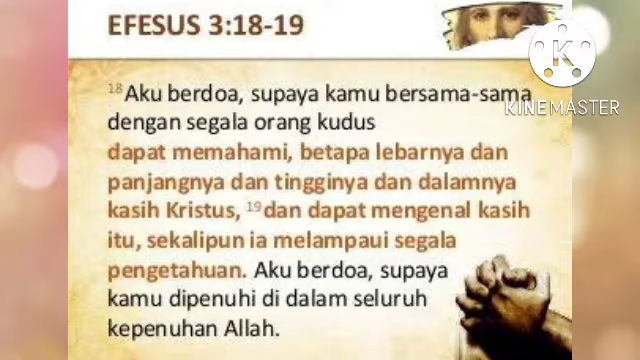 EFESUS 3:18-19
18 Aku berdoa, supaya kamu bersama-sama
dengan segala orang kudus
dapat memahami, betapa lebarnya dan
panjangnya dan tingginya dan dalamnya
kasih Kristus, 19 dan dapat mengenal kasih
itu, sekalipun ia melampaui segala
pengetahuan. Aku berdoa, supaya
kamu dipenuhi di dalam seluruh
kepenuhan Allah.
K
KINEMASTER